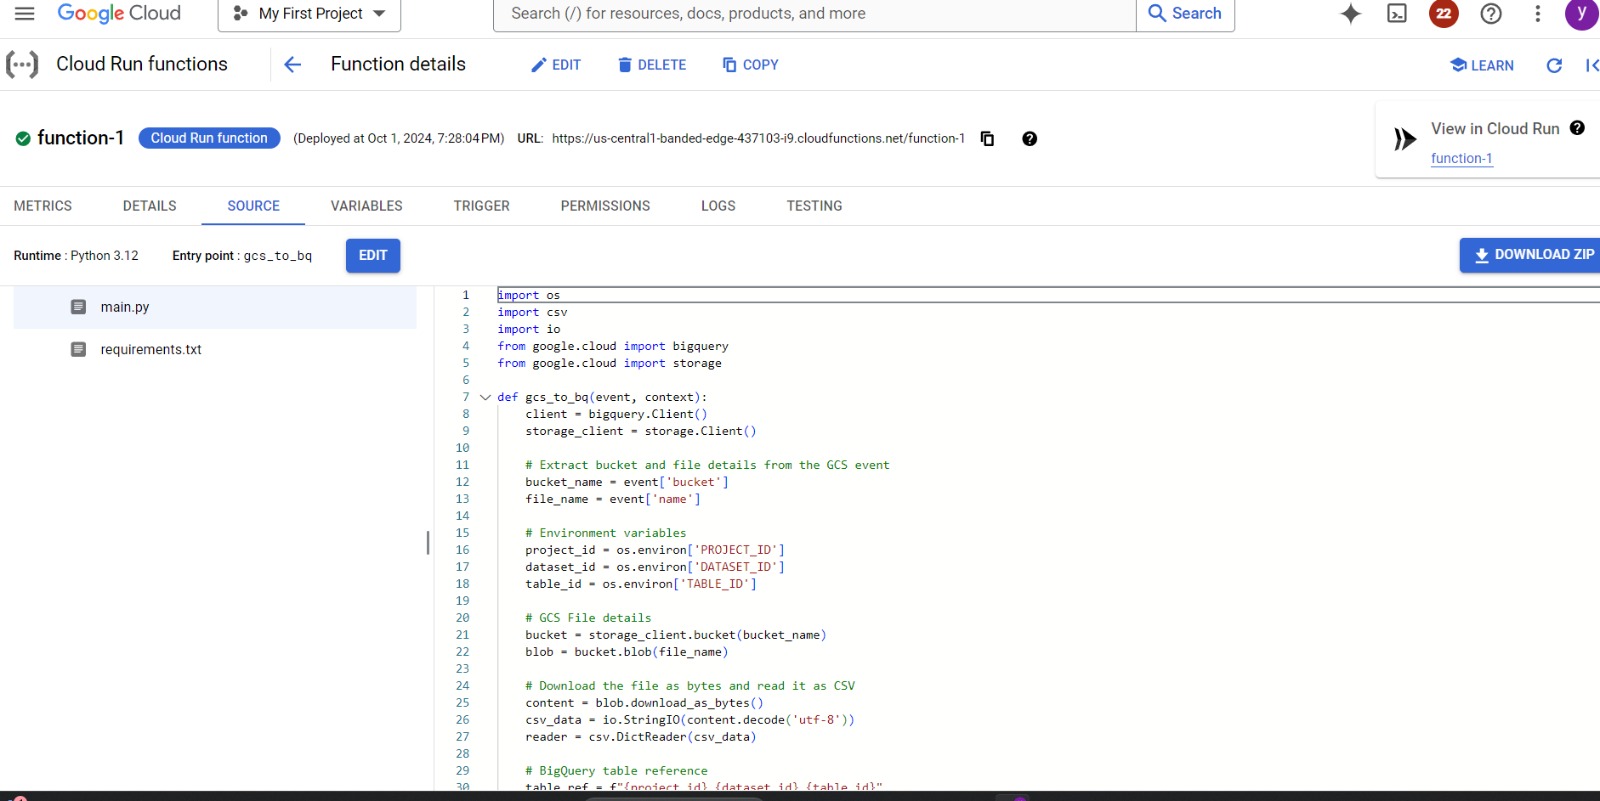 Google Cloud
My First Project
Search (/) for resources, docs, products, and more
Search
22
y
Cloud Run functions
Function details
EDIT
DELETE
COPY
LEARN
function-1
Cloud Run function
(Deployed at Oct 1, 2024, 7:28:04 PM)
URL: https://us-central1-banded-edge-437103-i9.cloudfunctions.net/function-1
View in Cloud Run
function-1
METRICS
DETAILS
SOURCE
VARIABLES
TRIGGER
PERMISSIONS
LOGS
TESTING
Runtime : Python 3.12
Entry point : gcs_to_bq
EDIT
DOWNLOAD ZIP
main.py
requirements.txt
1 import os
2 import csv
3 import io
4 from google.cloud import bigquery
5 from google.cloud import storage
6
7 def gcs_to_bq(event, context):
8 client = bigquery.Client()
9 storage_client = storage.Client()
10
11 # Extract bucket and file details from the GCS event
12 bucket_name = event['bucket']
13 file_name = event['name']
14
15 # Environment variables
16 project_id = os.environ['PROJECT_ID']
17 dataset_id = os.environ['DATASET_ID']
18 table_id = os.environ['TABLE_ID']
19
20 # GCS File details
21 bucket = storage_client.bucket(bucket_name)
22 blob = bucket.blob(file_name)
23
24 # Download the file as bytes and read it as CSV
25 content = blob.download_as_bytes()
26 csv_data = io.StringIO(content.decode('utf-8'))
27 reader = csv.DictReader(csv_data)
28
29 # BigQuery table reference
30 table_ref = f"{project_id}.{dataset_id}.{table_id}"